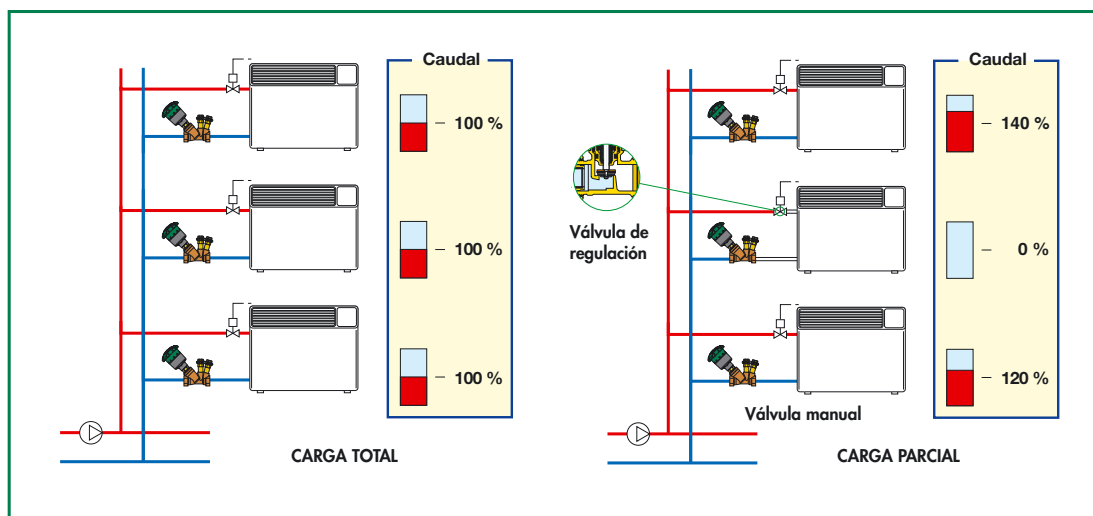 Caudal
100 %
100 %
100 %
CARGA TOTAL
Caudal
140 %
Válvula de
regulación
0 %
120 %
Válvula manual
CARGA PARCIAL